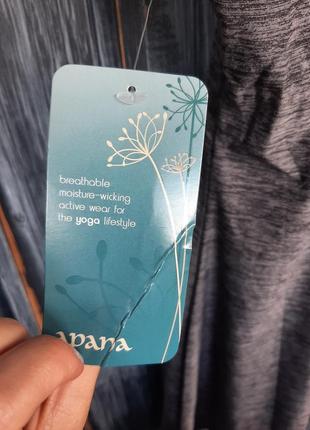 breathable
moisture-wicking
active wear for
the yoga lifestyle
apana